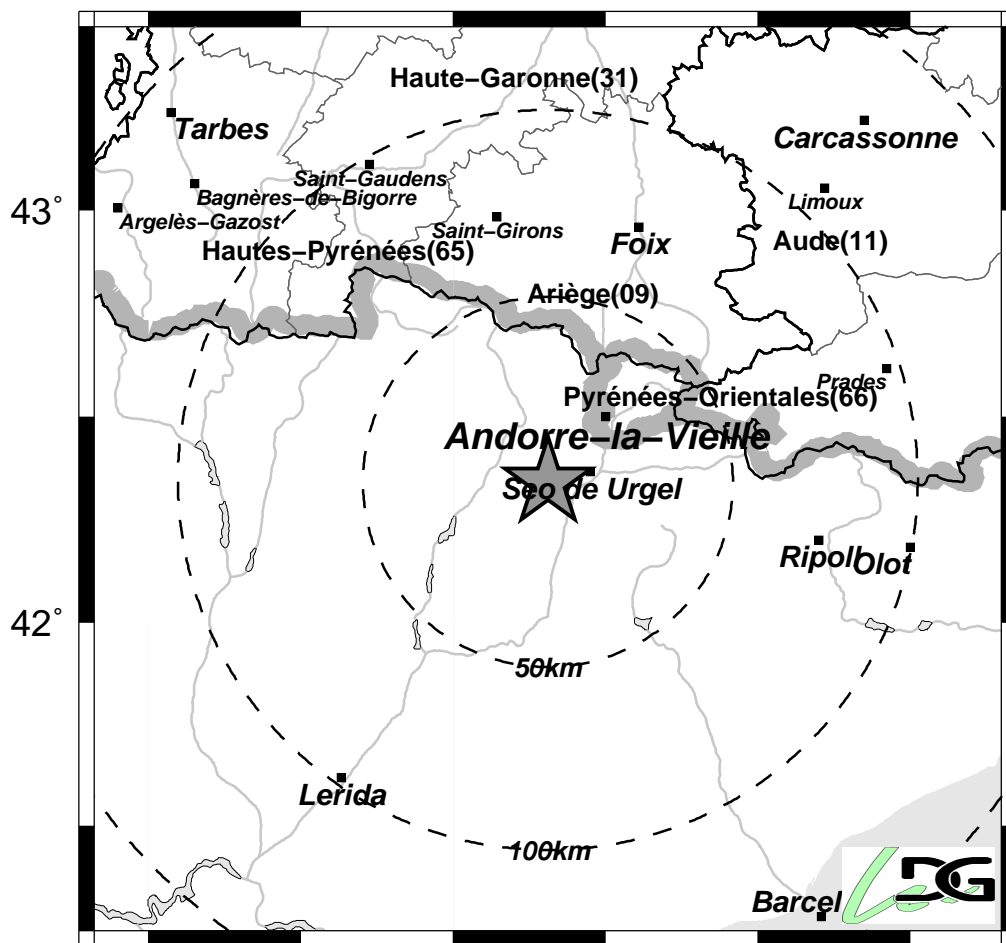 Haute–Garonne(31)
Tarbes
Carcassonne
Saint–Gaudens
Bagnères–de–Bigorre
Limoux
43°
Argelès–Gazost
Saint–Girons
Foix
Aude(11)
Hautes–Pyrénées(65)
Ariège(09)
Prades
Pyrénées–Orientales(66)
Andorre–la–Vieille
Seo de Urgel
Ripoll
Olot
42°
50km
Lerida
100km
Barcel
LDG